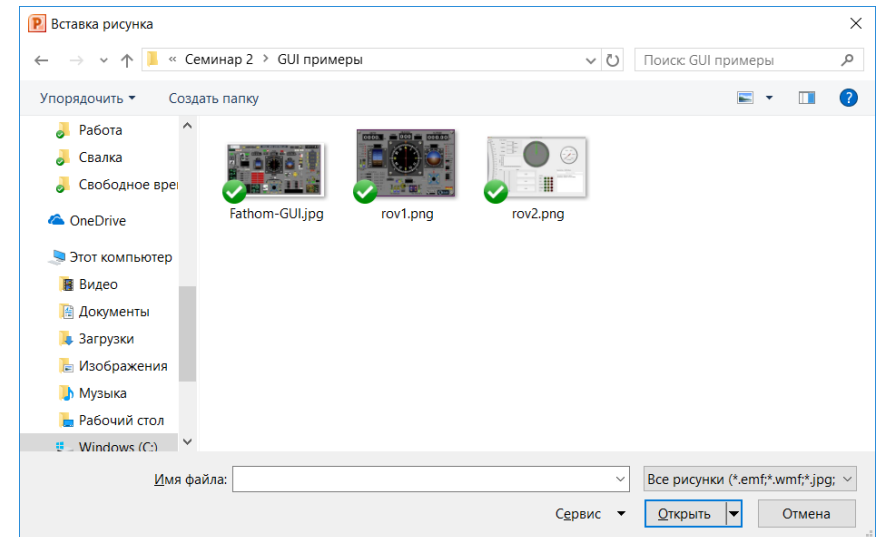 Вставка рисунка
« Семинар 2 > GUI примеры
Поиск: GUI примеры
Упорядочить
Создать папку
Работа
Свалка
Свободное вре
OneDrive
Этот компьютер
Видео
Документы
Загрузки
Изображения
Музыка
Рабочий стол
Windows (C:)
Fathom-GUI.jpg
rov1.png
rov2.png
Имя файла:
Все рисунки (*.emf;*.wmf;*.jpg;
Сервис
Открыть
Отмена